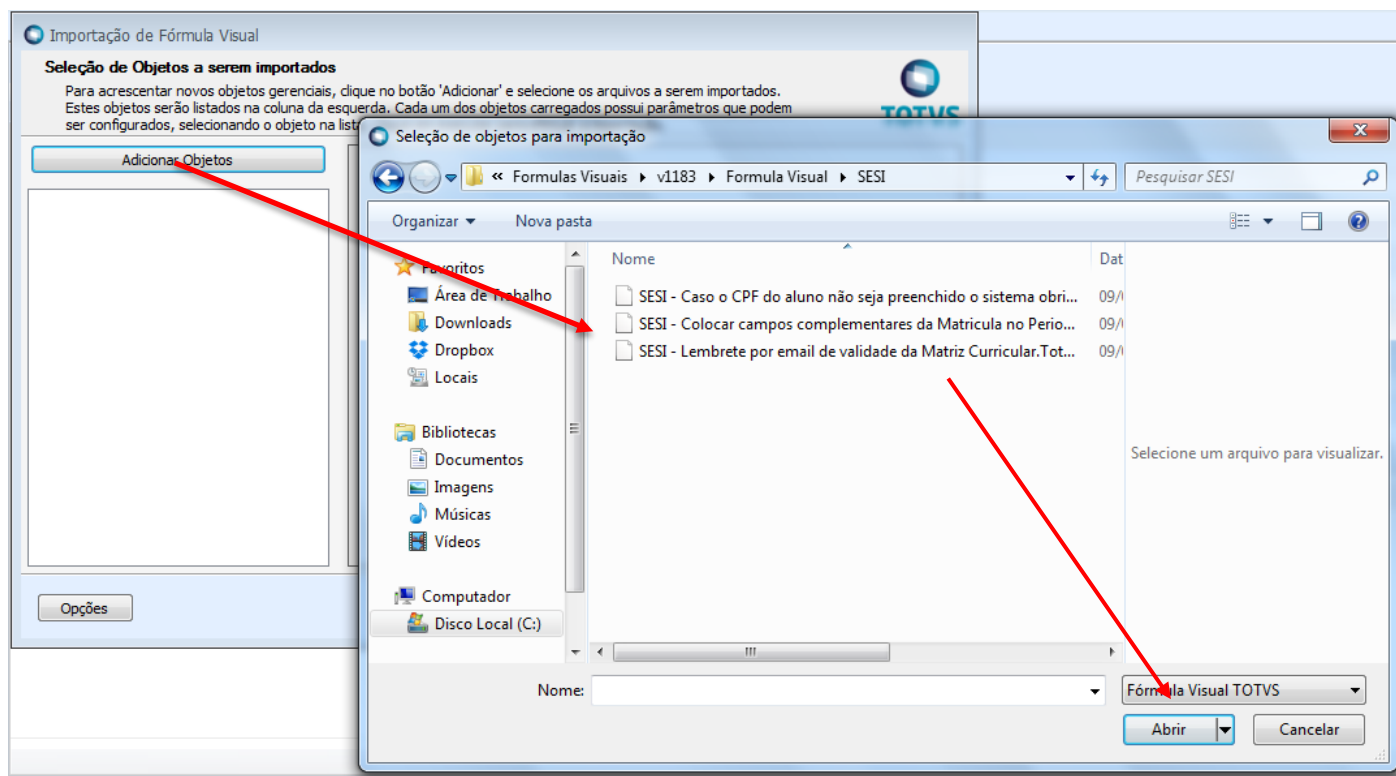 Importação de Fórmula Visual
Seleção de Objetos a serem importados
Para acrescentar novos objetos gerenciais, clique no botão 'Adicionar' e selecione os arquivos a serem importados.
Estes objetos serão listados na coluna da esquerda. Cada um dos objetos carregados possui parâmetros que podem
ser configurados, selecionando o objeto na list
TOTVS
Adicionar Objetos
Opções
Seleção de objetos para importação
« Formulas Visuais v1183 Formula Visual SESI
Pesquisar SESI
Organizar Nova pasta
Nome Dat
Favoritos
Área de Trabalho
Downloads
Dropbox
Locais
Bibliotecas
Documentos
Imagens
Músicas
Vídeos
Computador
Disco Local (C:)
SESI - Caso o CPF do aluno não seja preenchido o sistema obri... 09/
SESI - Colocar campos complementares da Matricula no Perio... 09/
SESI - Lembrete por email de validade da Matriz Curricular.Tot... 09/
Selecione um arquivo para visualizar.
Nome:
Fórmula Visual TOTVS
Abrir
Cancelar